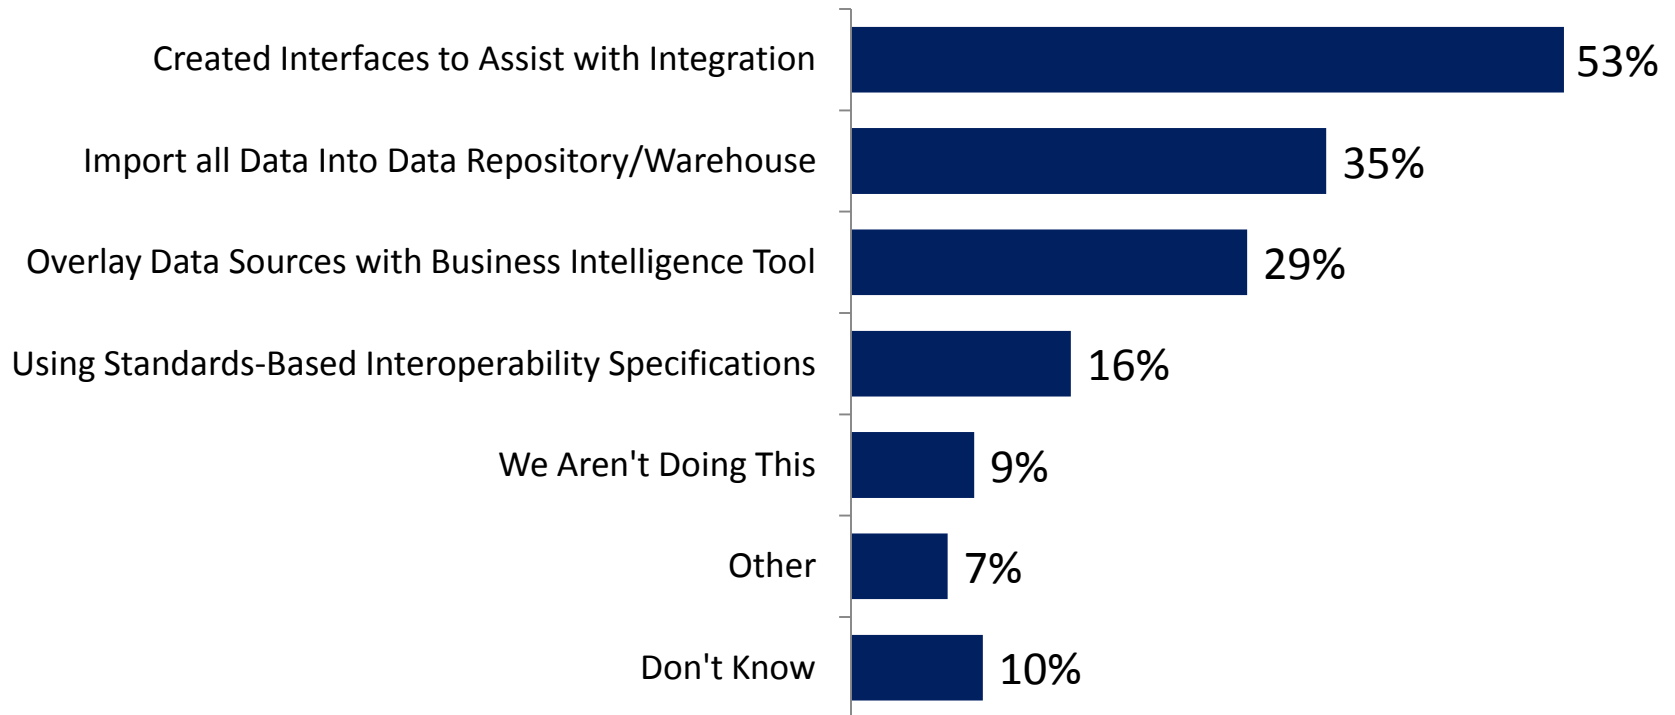 Created Interfaces to Assist with Integration 53%
Import all Data Into Data Repository/Warehouse 35%
Overlay Data Sources with Business Intelligence Tool 29%
Using Standards-Based Interoperability Specifications 16%
We Aren't Doing This 9%
Other 7%
Don't Know 10%